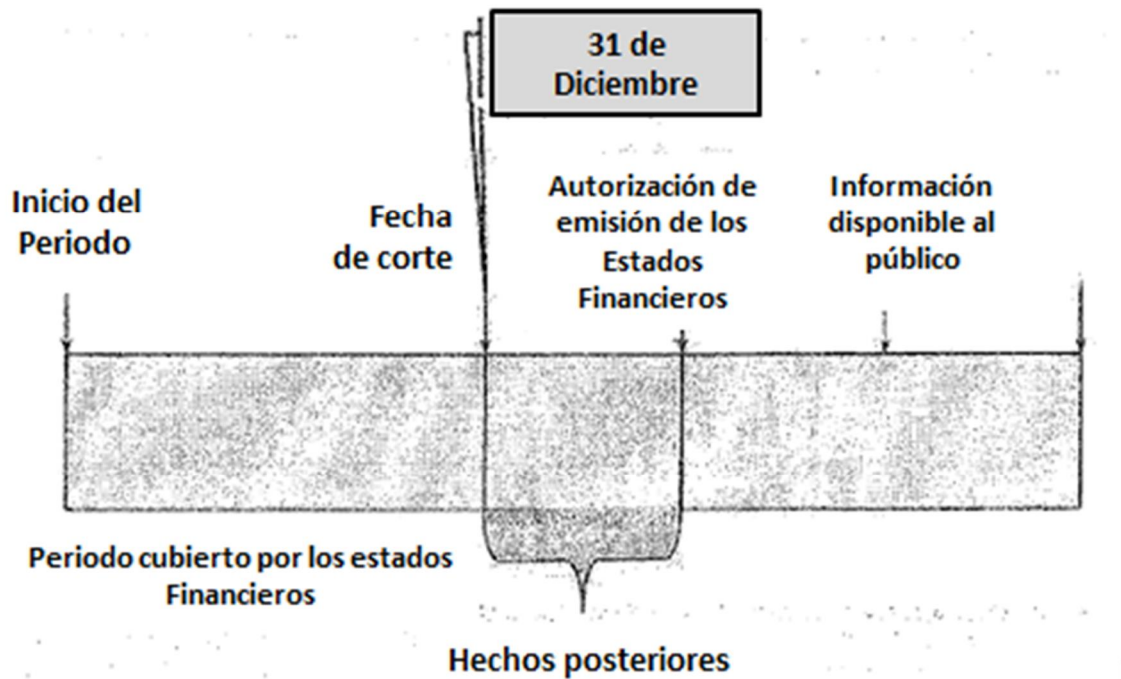 31 de
Diciembre
Inicio del
Periodo
Fecha
de corte
Autorización de
emisión de los
Estados
Financieros
Información
disponible al
público
Periodo cubierto por los estados
Financieros
Hechos posteriores